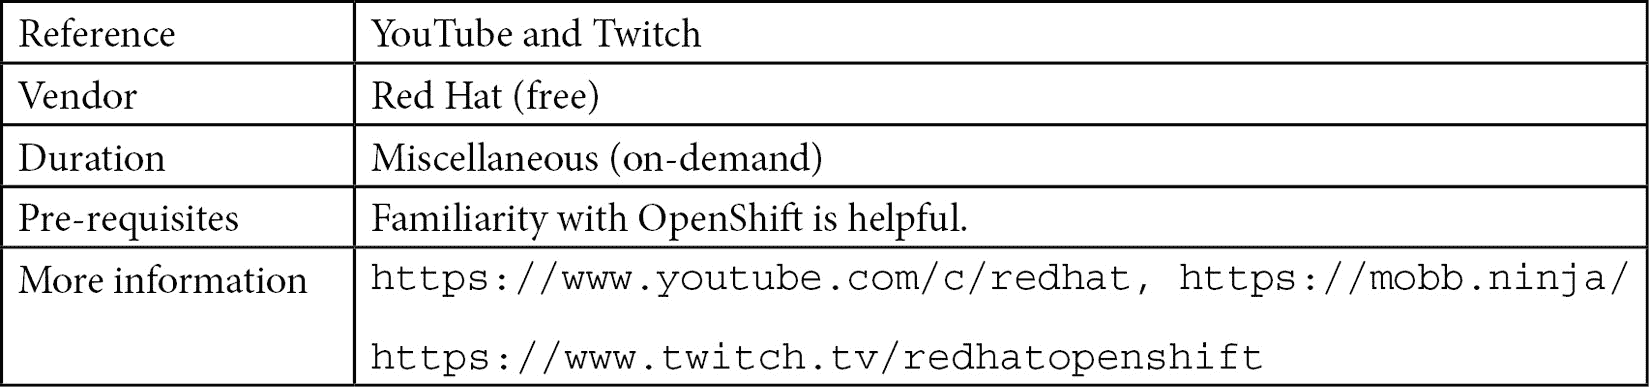 Reference YouTube and Twitch
Vendor Red Hat (free)
Duration Miscellaneous (on-demand)
Pre-requisites Familiarity with OpenShift is helpful.
More information https://www.youtube.com/c/redhat, https://mobb.ninja/
https://www.twitch.tv/redhatopenshift